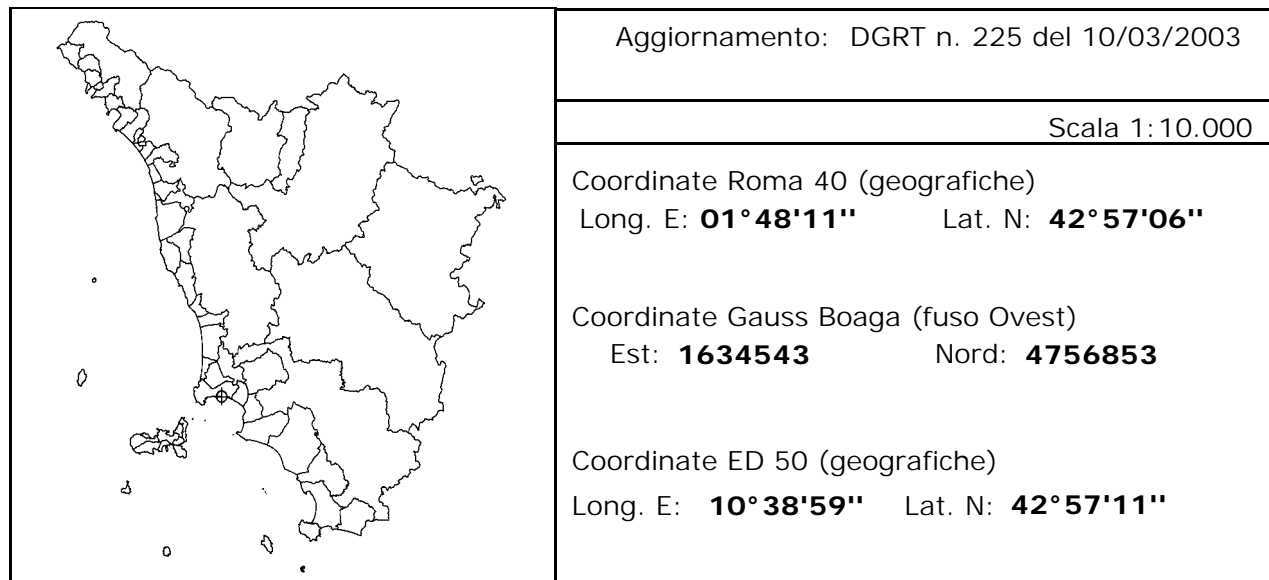 Aggiornamento: DGRT n. 225 del 10/03/2003
Scala 1:10.000
Coordinate Roma 40 (geografiche)
Long. E: 01°48'11'' Lat. N: 42°57'06''
Coordinate Gauss Boaga (fuso Ovest)
Est: 1634543 Nord: 4756853
Coordinate ED 50 (geografiche)
Long. E: 10°38'59'' Lat. N: 42°57'11''